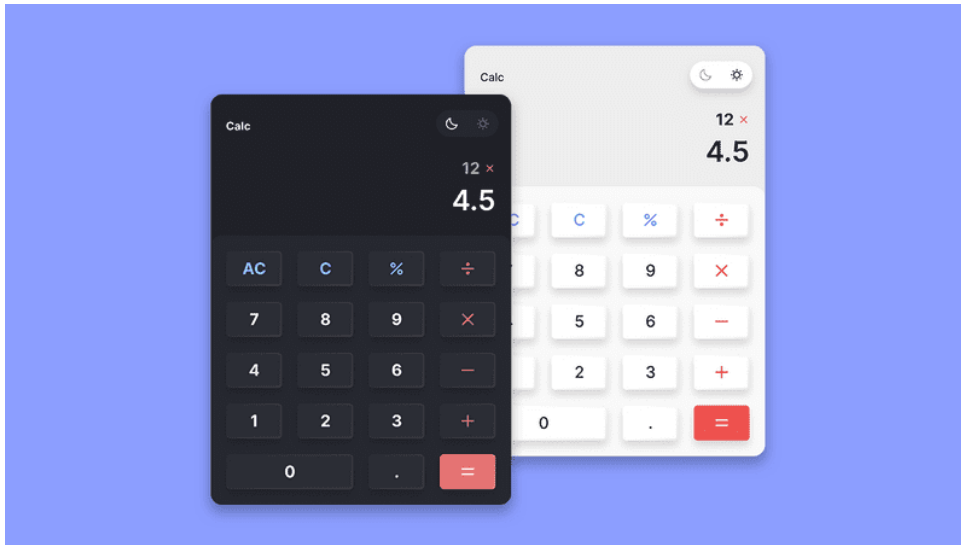 Calc
12 ×
4.5
AC C % ÷
7 8 9 ×
4 5 6 −
1 2 3 +
0 . =
Calc
12 ×
4.5
C C % ÷
8 9 ×
5 6 −
2 3 +
0 . =